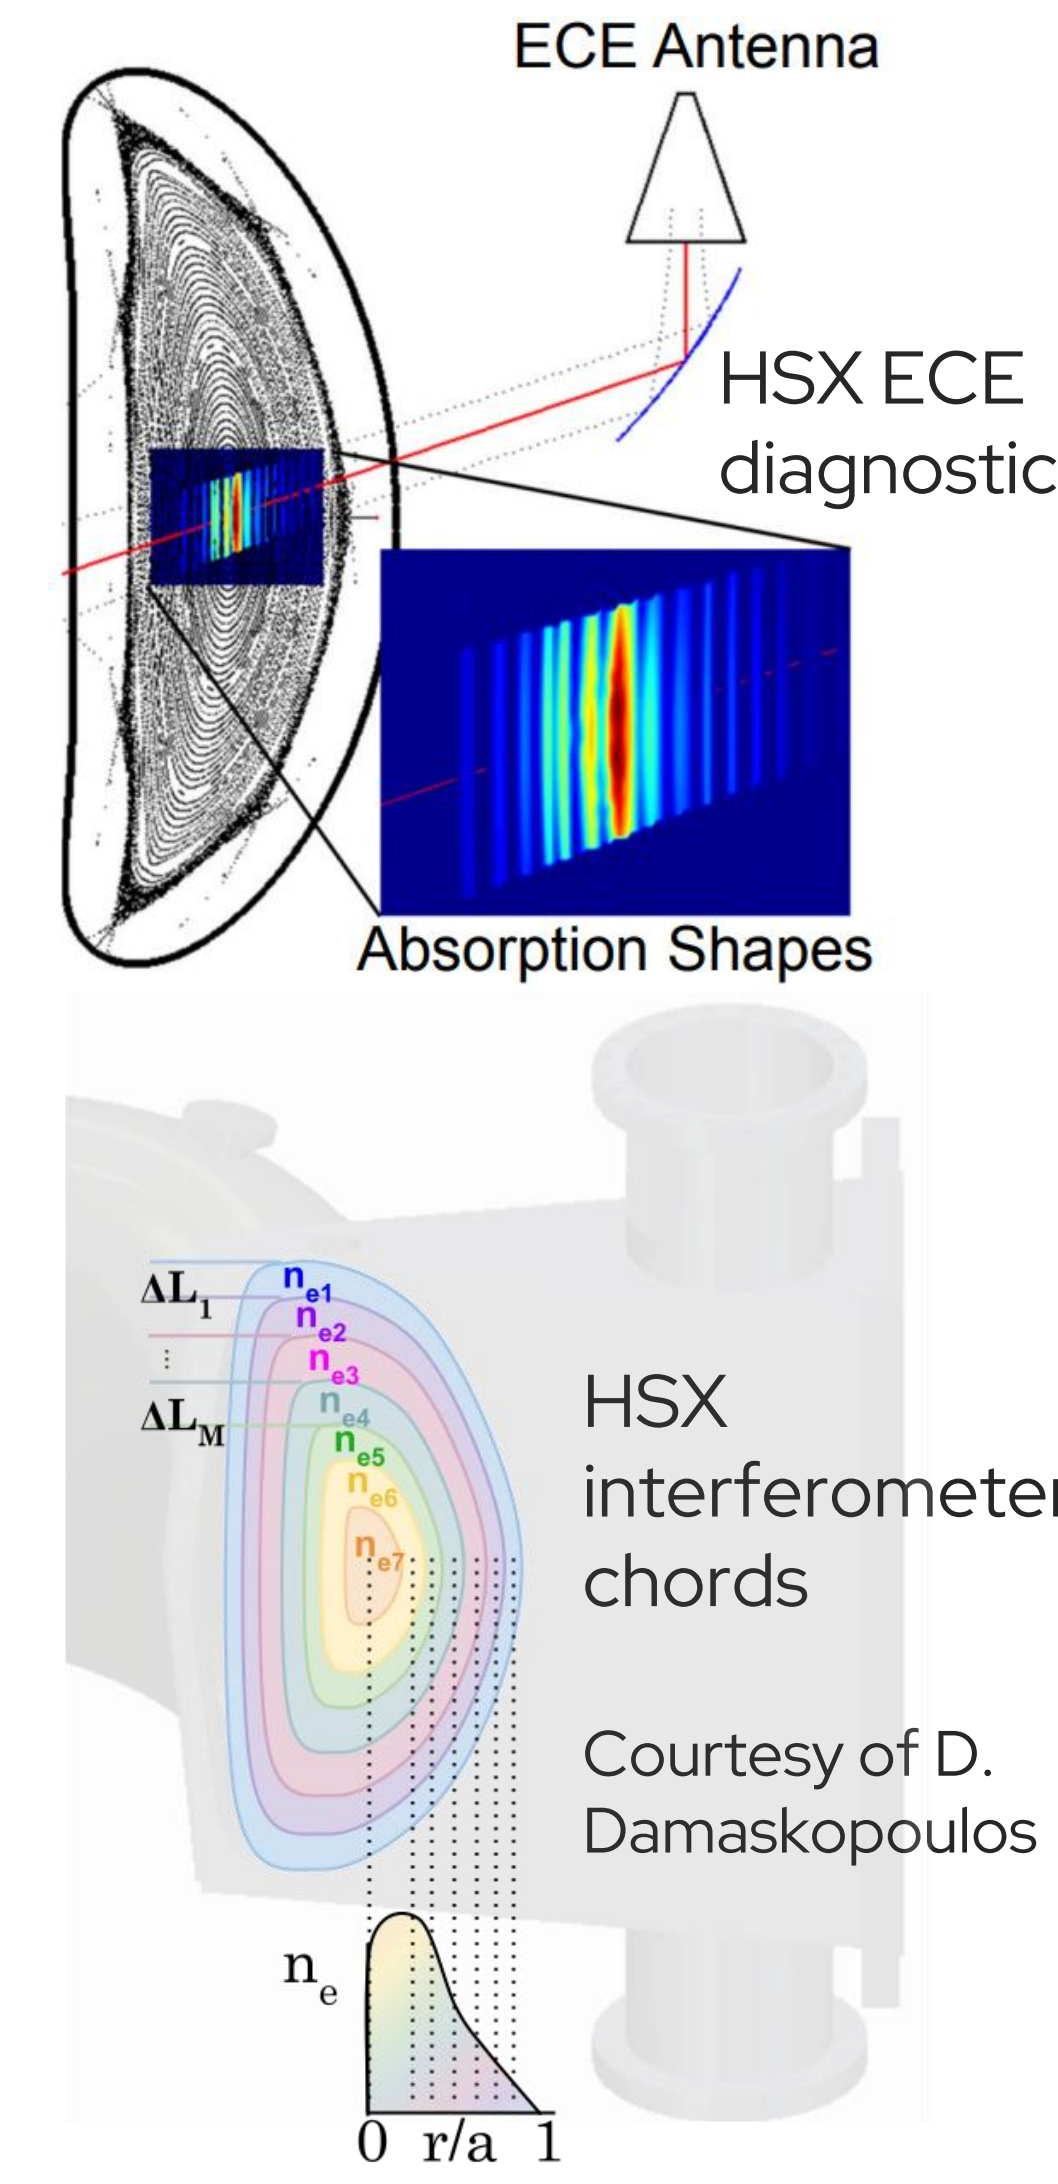 ECE Antenna
HSX ECE
diagnostic
Absorption Shapes
ΔL1
⋮
ΔLM
ne1
ne2
ne3
ne4
ne5
ne6
ne7
HSX
interferometer
chords
Courtesy of D.
Damaskopoulos
ne
0 r/a 1